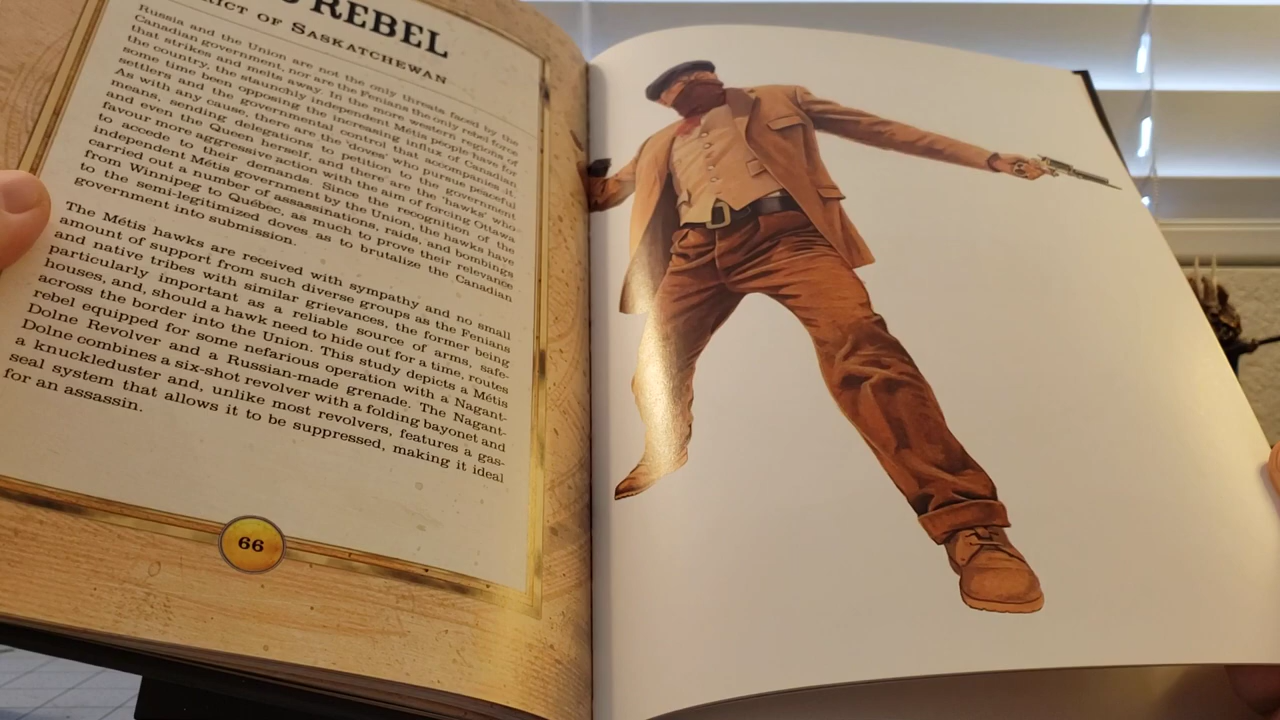 REBEL
RICT OF SASKATCHEWAN
Russia and the Union are not the only threats faced by the
Canadian government, nor are the Fenians the only rebel force
that strikes and melts away. In the more western regions of
the country, the staunchly independent Métis people have for
some time been opposing the increasing influx of Canadian
settlers and the governmental control that accompanies it.
As with any cause, there are the 'doves' who pursue peaceful
means, sending delegations to petition to the government
and even the Queen herself, and there are the 'hawks' who
favour more aggressive action with the aim of forcing Ottawa
to accede to their demands. Since the recognition of the
independent Métis government by the Union, the hawks have
carried out a number of assassinations, raids, and bombings
from Winnipeg to Québec, as much to prove their relevance
to the semi-legitimized doves as to brutalize the Canadian
government into submission.
The Métis hawks are received with sympathy and no small
amount of support from such diverse groups as the Fenians
and native tribes with similar grievances, the former being
particularly important as a reliable source of arms, safe-
houses, and, should a hawk need to hide out for a time, routes
across the border into the Union. This study depicts a Métis
rebel equipped for some nefarious operation with a Nagant-
Dolne Revolver and a Russian-made grenade. The Nagant-
Dolne combines a six-shot revolver with a folding bayonet and
a knuckleduster and, unlike most revolvers, features a gas-
seal system that allows it to be suppressed, making it ideal
for an assassin.
66